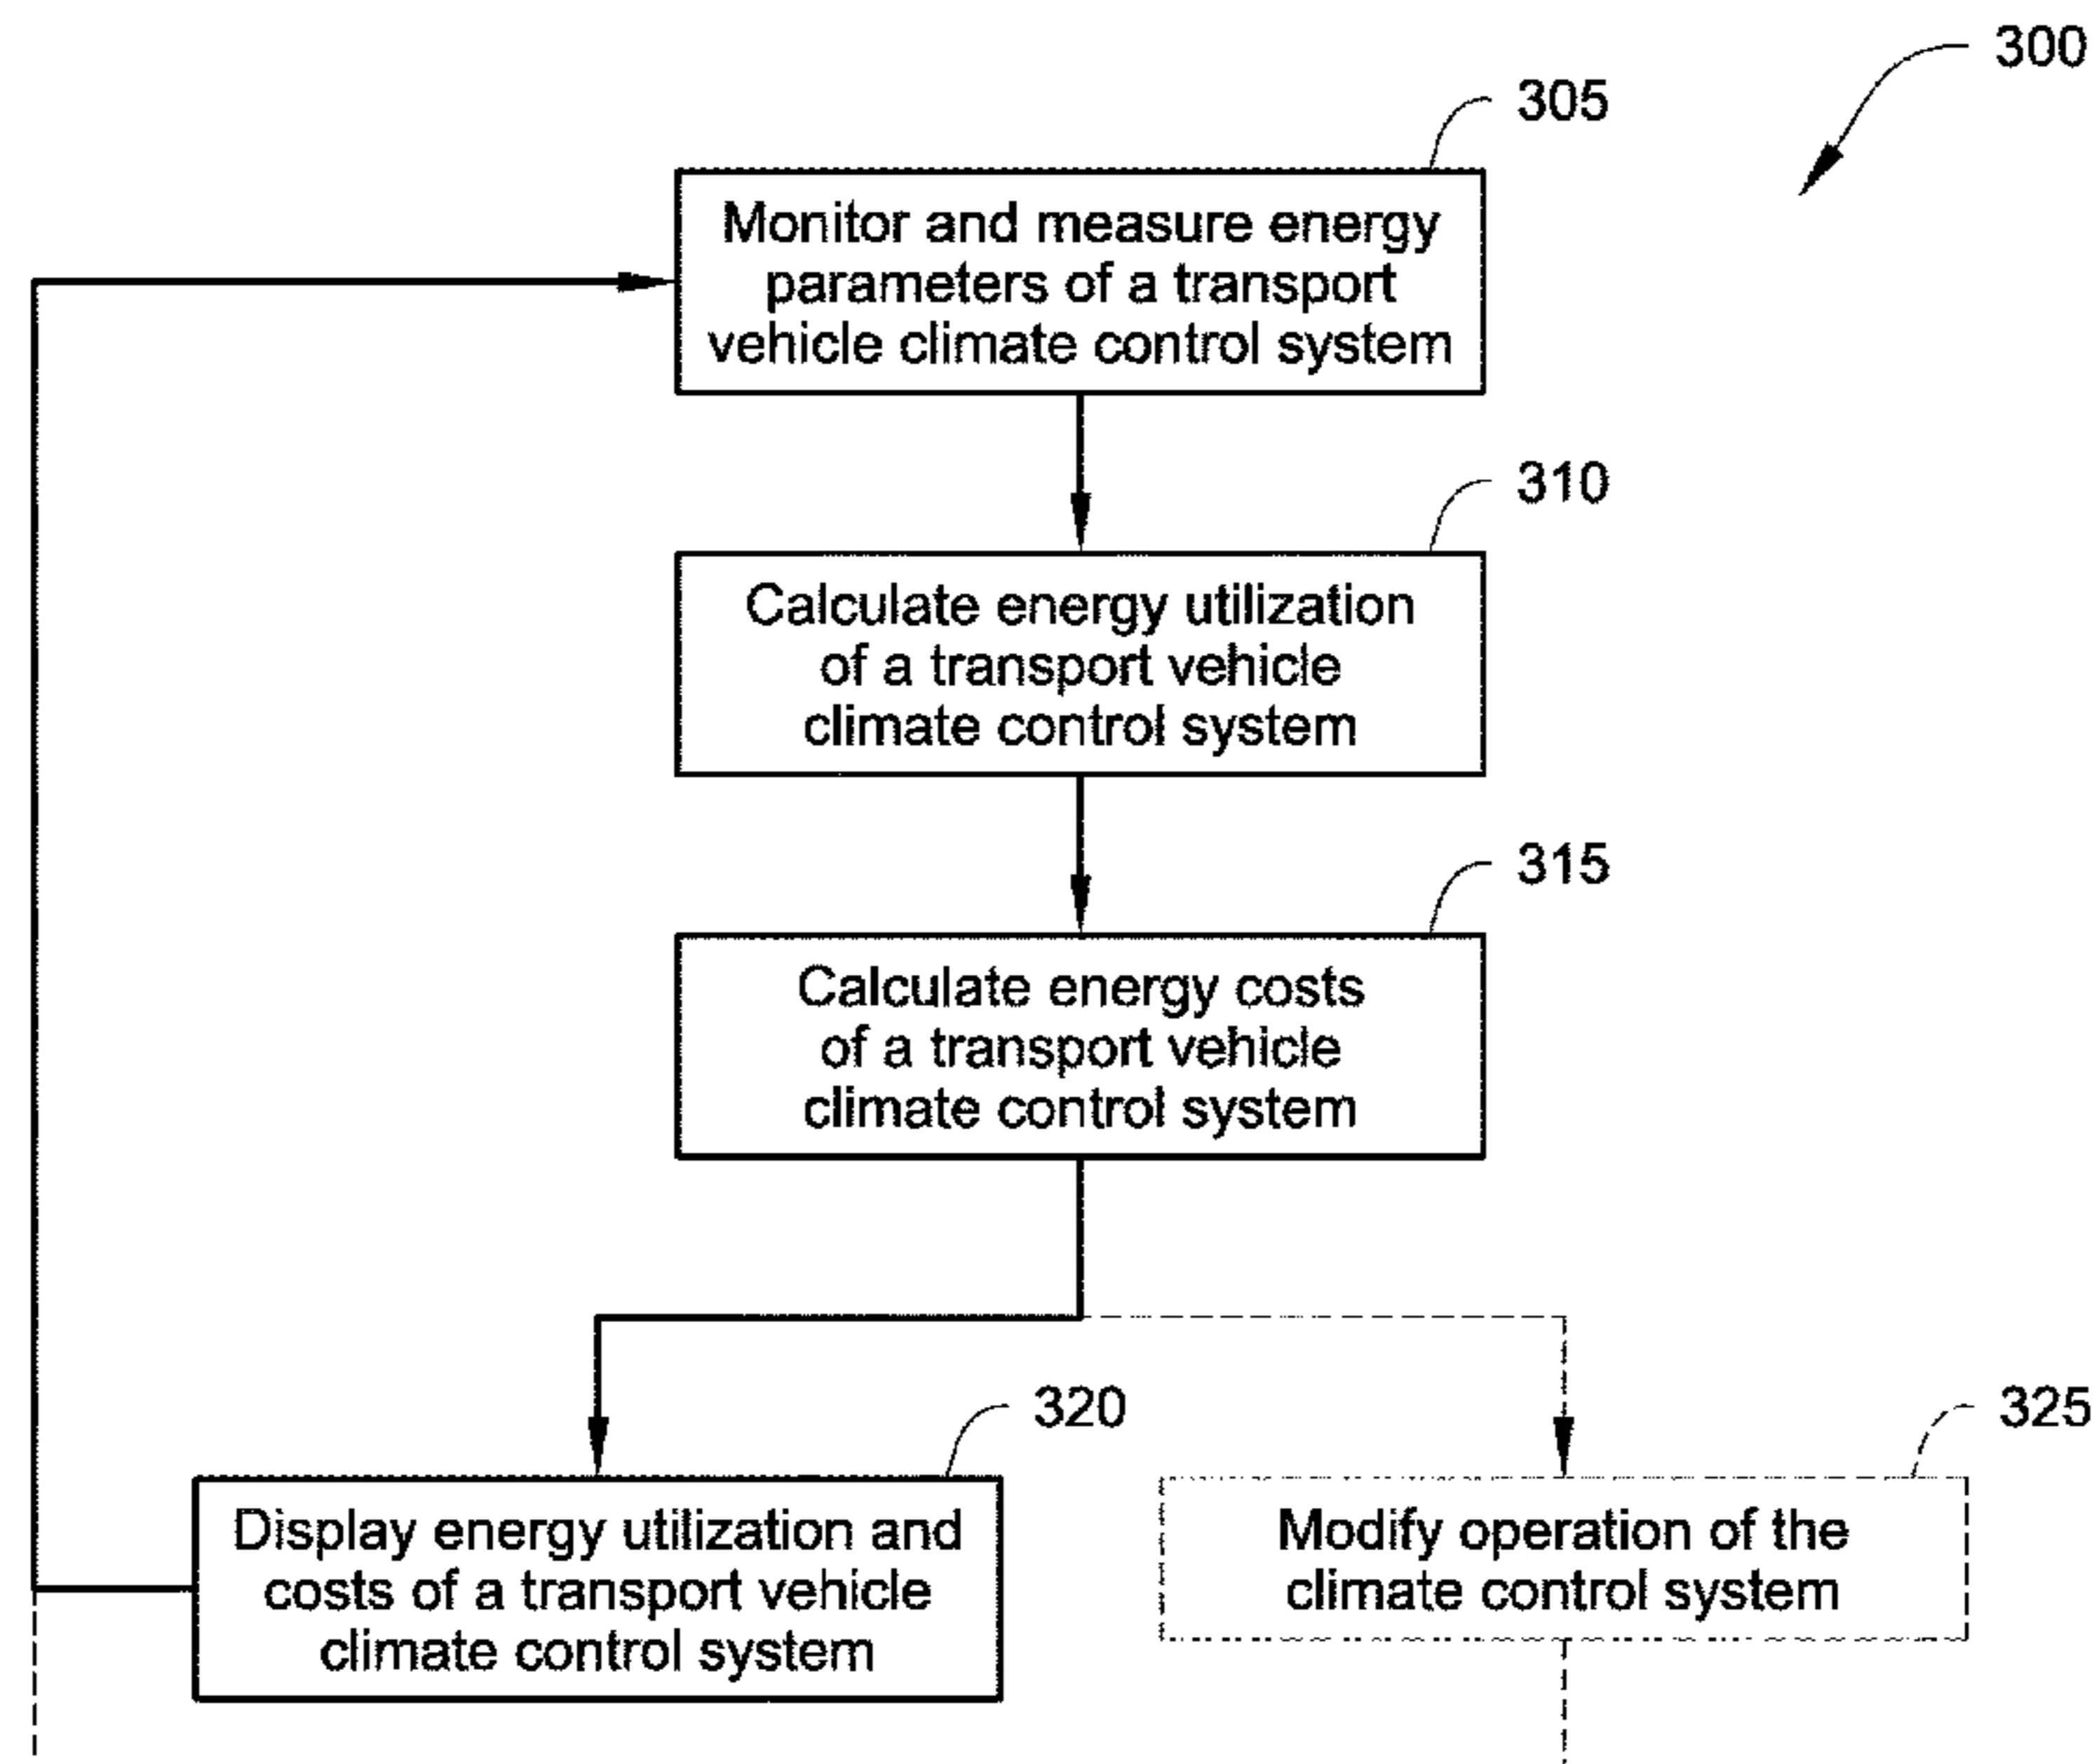 300
305
Monitor and measure energy
parameters of a transport
vehicle climate control system
310
Calculate energy utilization
of a transport vehicle
climate control system
315
Calculate energy costs
of a transport vehicle
climate control system
320
Display energy utilization and
costs of a transport vehicle
climate control system
325
Modify operation of the
climate control system